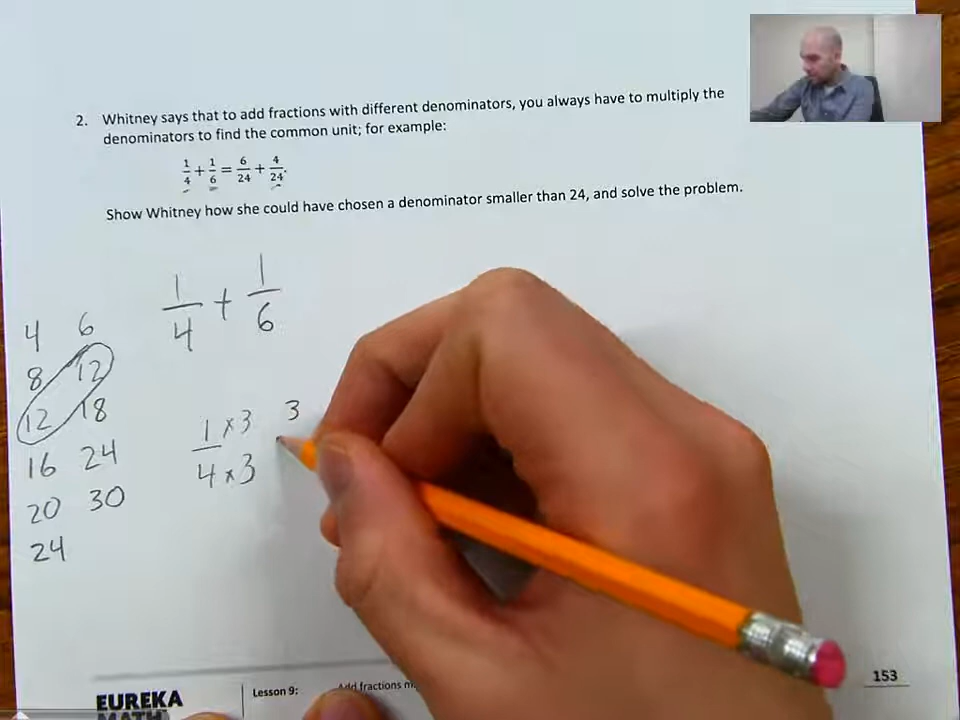 2. Whitney says that to add fractions with different denominators, you always have to multiply the
denominators to find the common unit; for example:
1/4 + 1/6 = 6/24 + 4/24.
Show Whitney how she could have chosen a denominator smaller than 24, and solve the problem.
1/4 + 1/6
4 6
8 12
12 18
16 24
20 30
24
1 × 3 3
4 × 3
EUREKA
MATH
Lesson 9:
Add fractions m
153